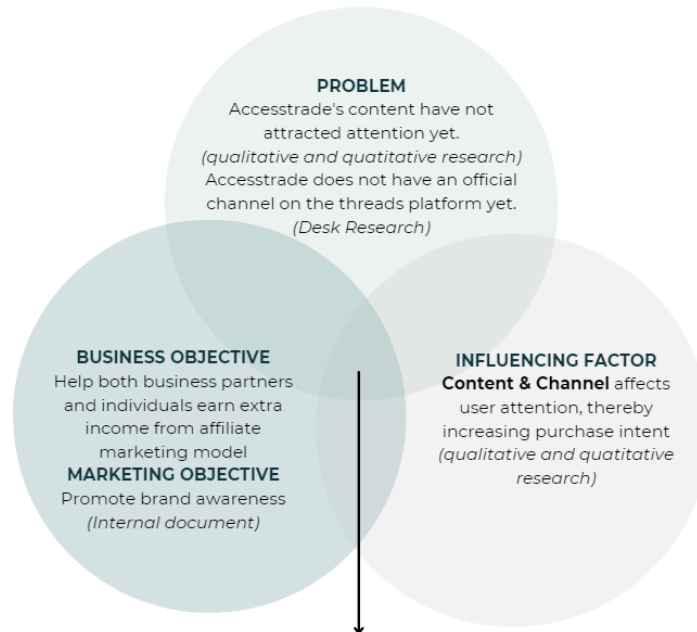 PROBLEM
Accesstrade's content have not
attracted attention yet.
(qualitative and quatitative research)
Accesstrade does not have an official
channel on the threads platform yet.
(Desk Research)
BUSINESS OBJECTIVE
Help both business partners
and individuals earn extra
income from affiliate
marketing model
MARKETING OBJECTIVE
Promote brand awareness
(Internal document)
INFLUENCING FACTOR
Content & Channel affects
user attention, thereby
increasing purchase intent
(qualitative and quatitative
research)